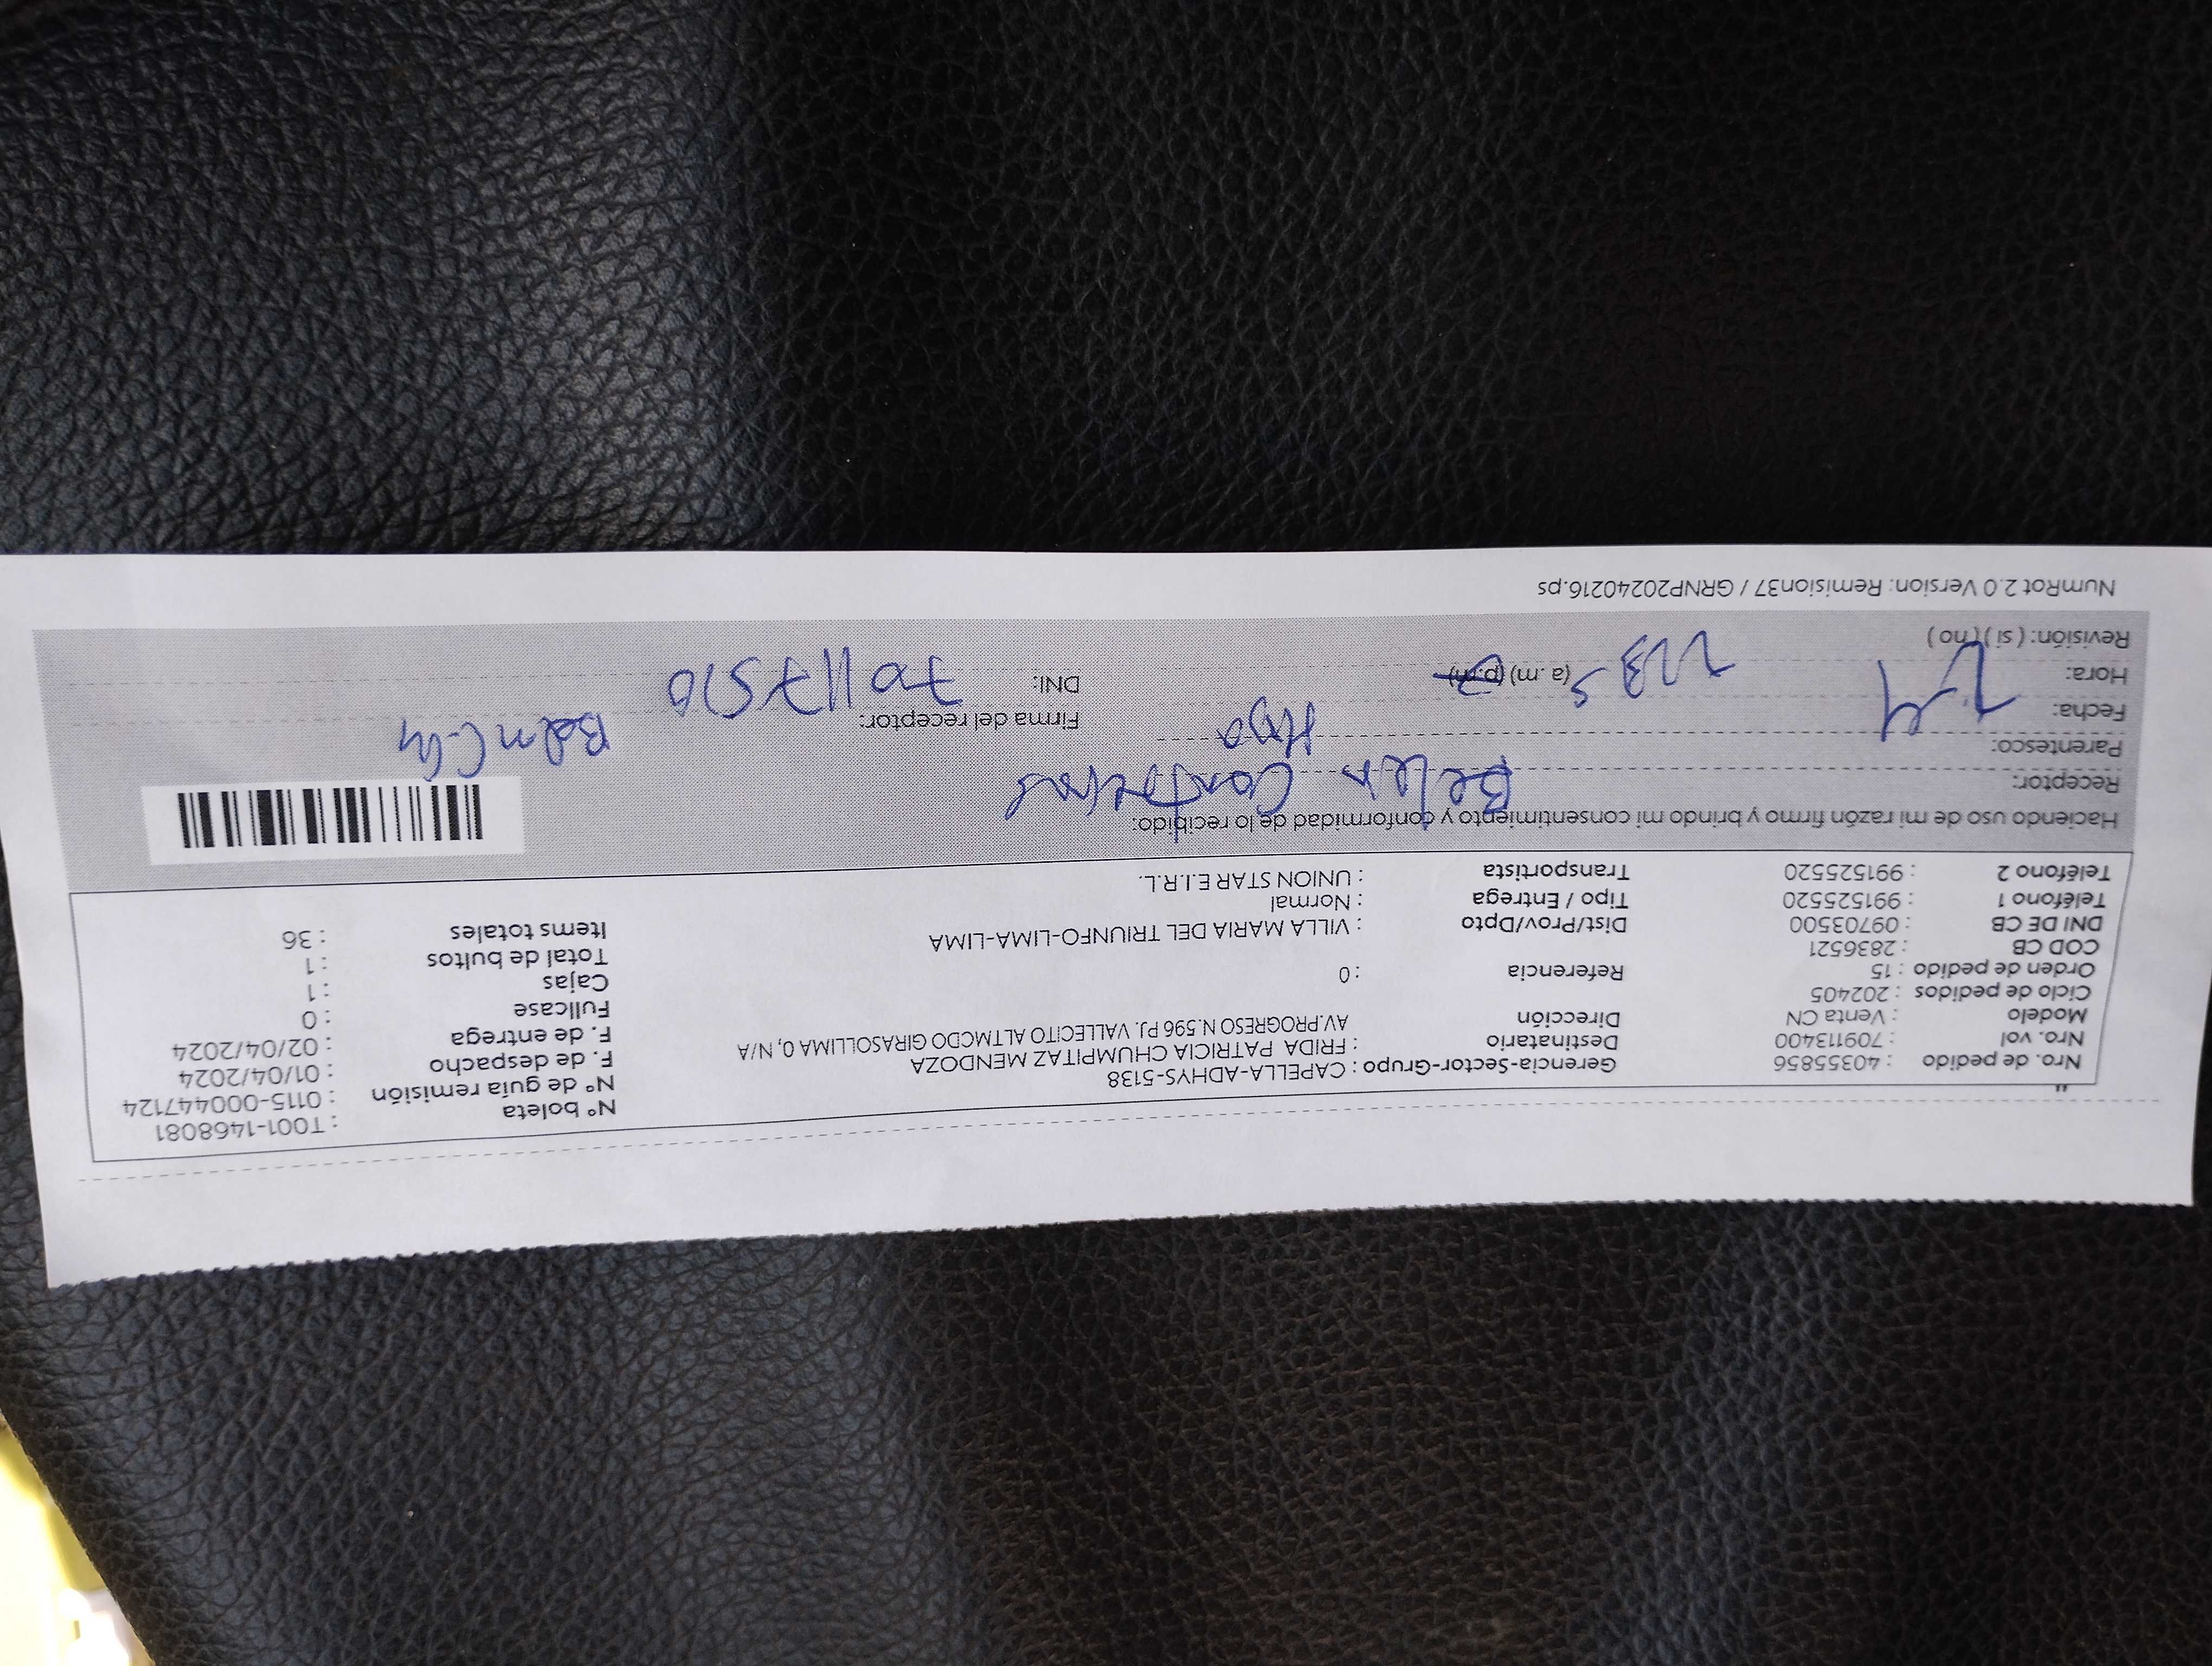 "
Nro. de pedido : 40355856 Gerencia-Sector-Grupo : CAPELLA-ADHYS-5138 N° boleta : T001-1468081
Nro. vol : 709113400 Destinatario : FRIDA PATRICIA CHUMPITAZ MENDOZA N° de guía remisión : 0115-000447124
Modelo : Venta CN Dirección AV.PROGRESO N.596 PJ. VALLECITO ALTMCDO GIRASOLLIMA 0, N/A F. de despacho : 01/04/2024
Ciclo de pedidos : 202405 F. de entrega : 02/04/2024
Orden de pedido : 15 Referencia : 0 Fullcase : 0
COD CB : 2836521 Cajas : 1
DNI DE CB : 09703500 Dist/Prov/Dpto : VILLA MARIA DEL TRIUNFO-LIMA-LIMA Total de bultos : 1
Teléfono 1 : 991525520 Tipo / Entrega : Normal Items totales : 36
Teléfono 2 : 991525520 Transportista : UNION STAR E.I.R.L.
Haciendo uso de mi razón firmo y brindo mi consentimiento y conformidad de lo recibido:
Receptor: Belen Contreras
Parentesco: Hija
Fecha: Firma del receptor:
Hora: (a.m) (p.m) DNI: 70117510
Revisión: ( si ) ( no )
NumRot 2.0 Version: Remision37 / GRNP20240216.ps